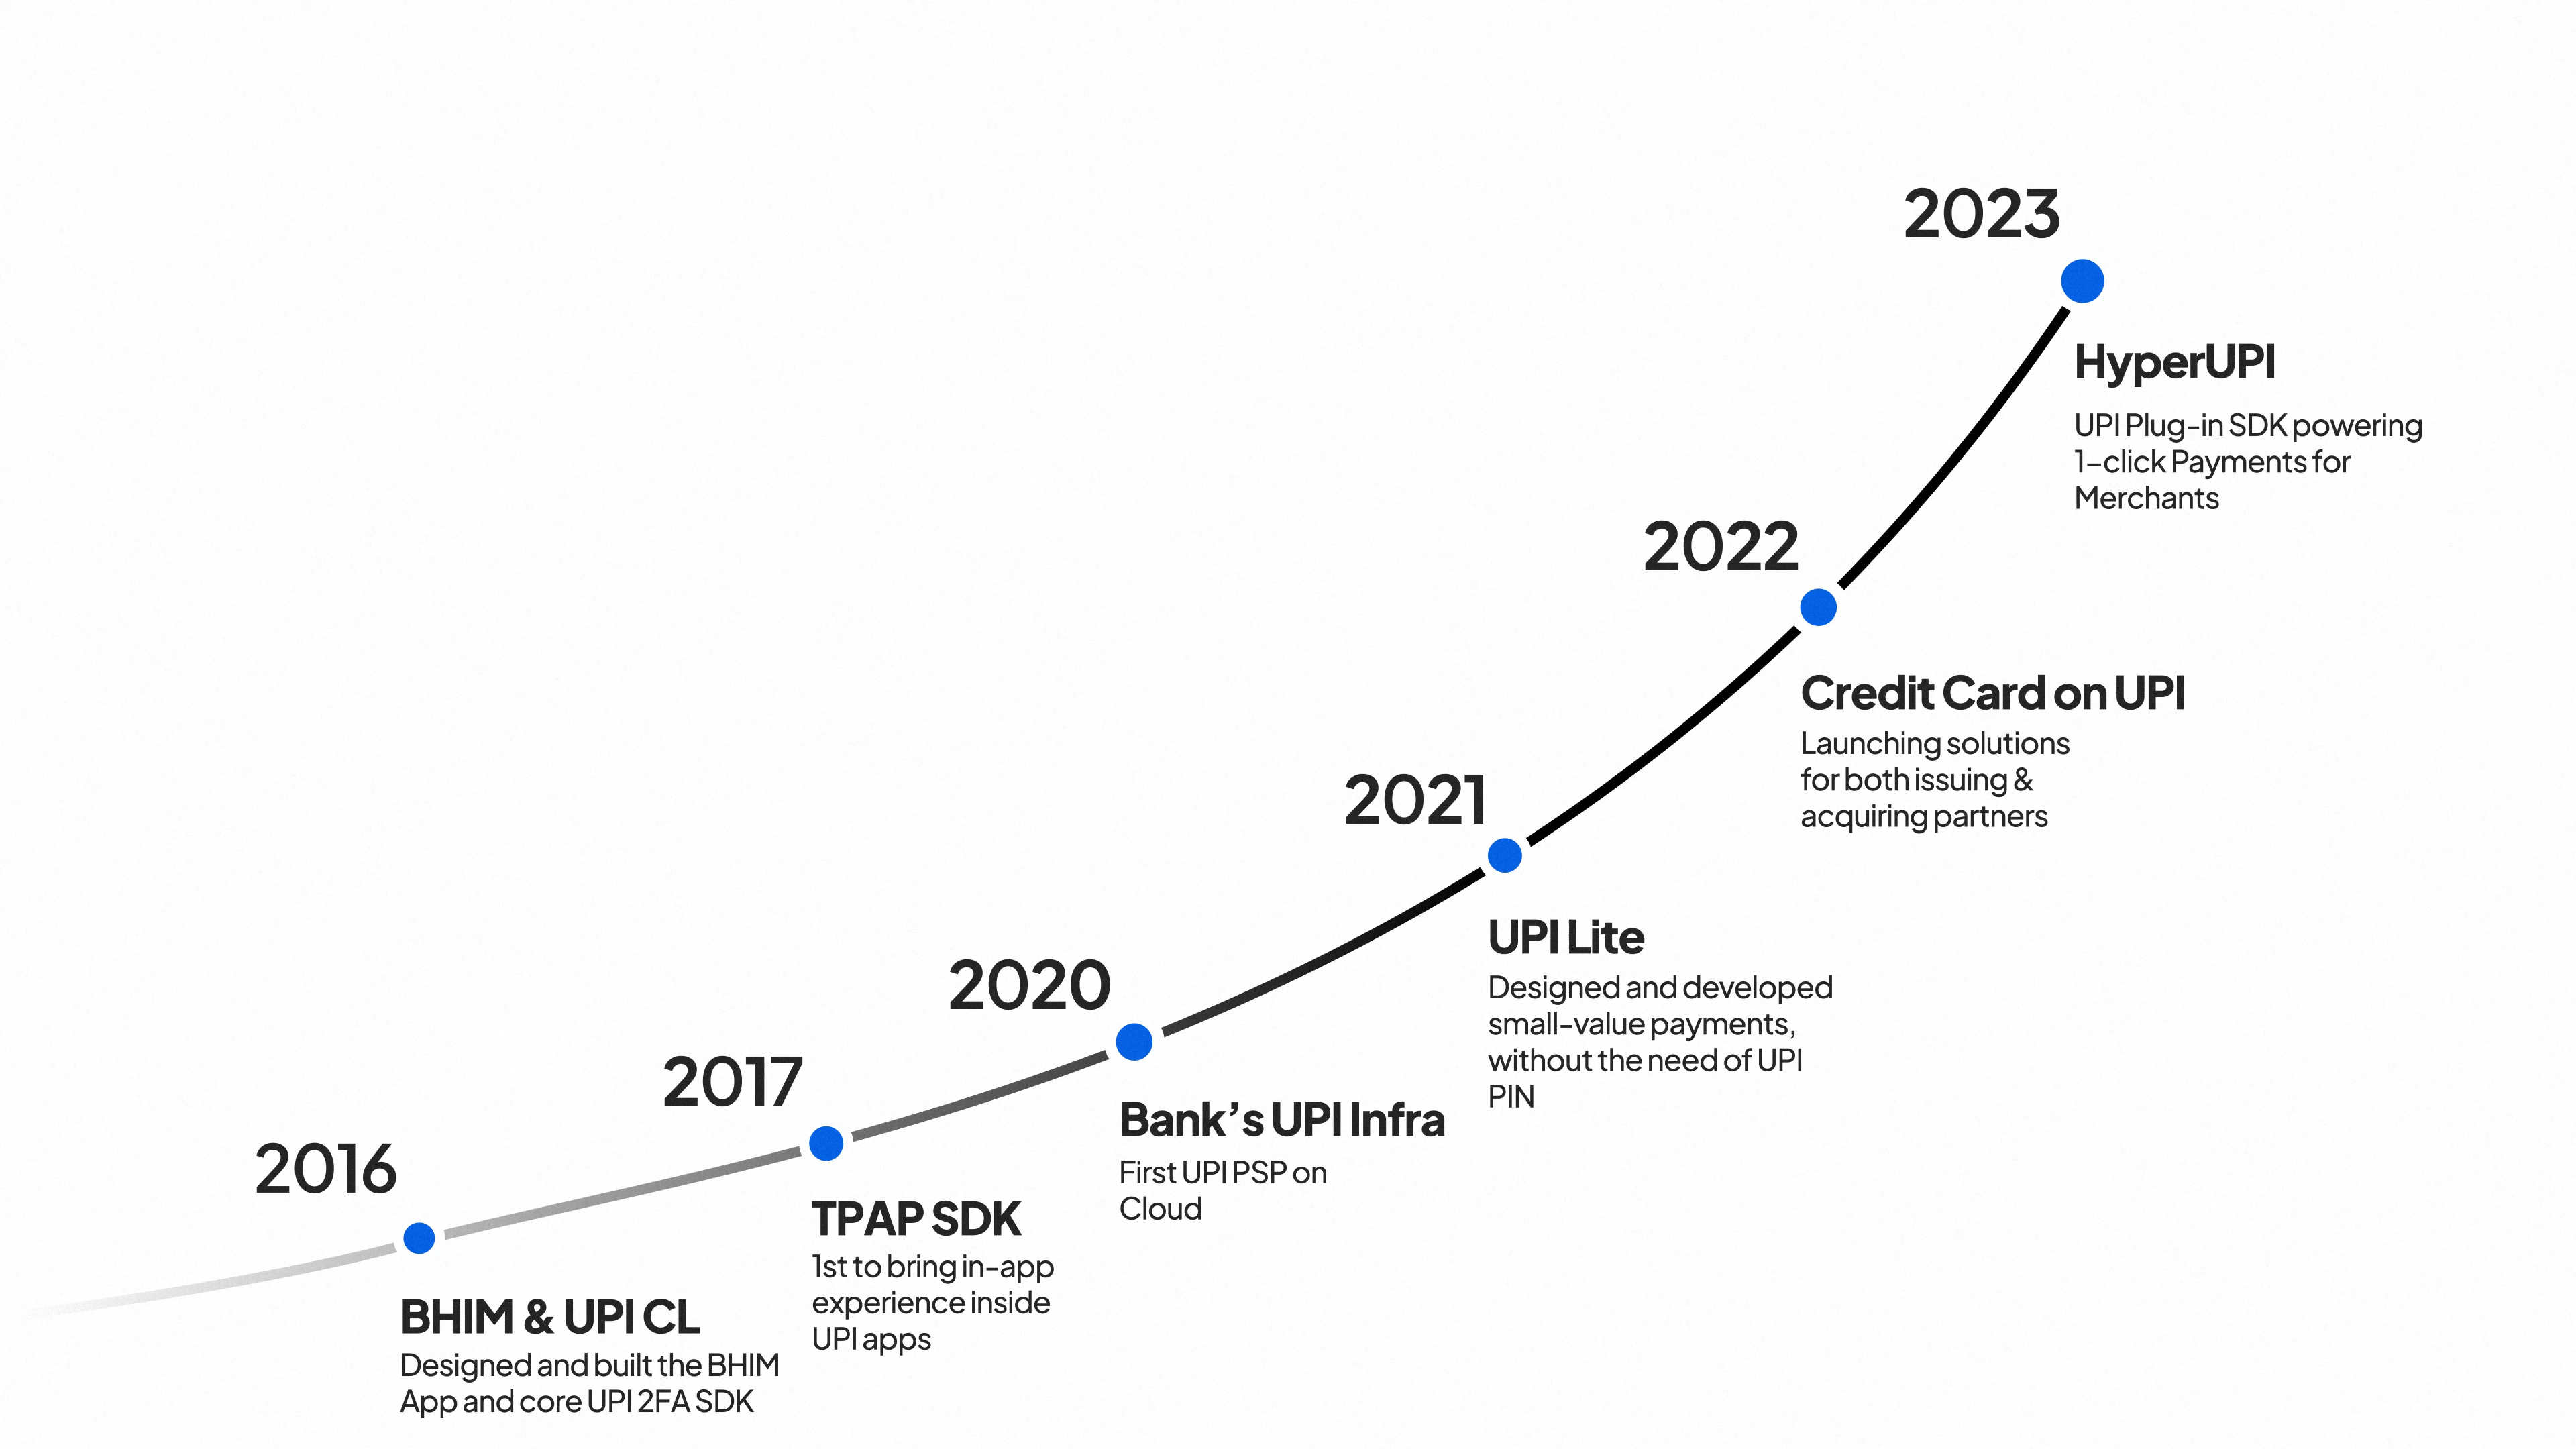 2023
HyperUPI
UPI Plug-in SDK powering
1-click Payments for
Merchants
2022
Credit Card on UPI
Launching solutions
for both issuing &
acquiring partners
2021
UPI Lite
Designed and developed
small-value payments,
without the need of UPI
PIN
2020
Bank’s UPI Infra
First UPI PSP on
Cloud
2017
TPAP SDK
1st to bring in-app
experience inside
UPI apps
2016
BHIM & UPI CL
Designed and built the BHIM
App and core UPI 2FA SDK